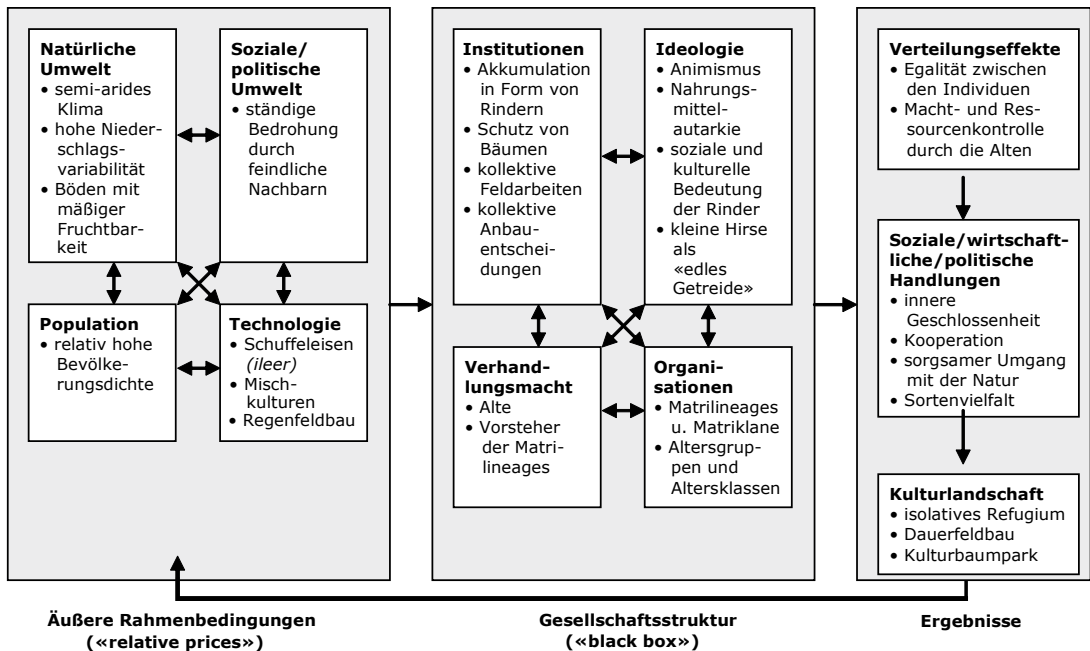 Natürliche
Umwelt
• semi-arides
Klima
• hohe Nieder-
schlags-
variabilität
• Böden mit
mäßiger
Fruchtbar-
keit
Soziale/
politische
Umwelt
• ständige
Bedrohung
durch
feindliche
Nachbarn
Population
• relativ hohe
Bevölke-
rungsdichte
Technologie
• Schuffeleisen
(ileer)
• Misch-
kulturen
• Regenfeldbau
Institutionen
• Akkumulation
in Form von
Rindern
• Schutz von
Bäumen
• kollektive
Feldarbeiten
• kollektive
Anbau-
entschei-
dungen
Ideologie
• Animismus
• Nahrungs-
mittel-
autarkie
• soziale und
kulturelle
Bedeutung
der Rinder
• kleine Hirse
als
«edles
Getreide»
Verhand-
lungsmacht
• Alte
• Vorsteher
der Matri-
lineages
Organi-
sationen
• Matrilineages
u. Matriklane
• Altersgrup-
pen und
Altersklassen
Verteilungseffekte
• Egalität zwischen
den Individuen
• Macht- und Res-
sourcenkontrolle
durch die Alten
Soziale/wirtschaft-
liche/politische
Handlungen
• innere
Geschlossenheit
• Kooperation
• sorgsamer Umgang
mit der Natur
• Sortenvielfalt
Kulturlandschaft
• isolatives Refugium
• Dauerfeldbau
• Kulturbaumpark
Äußere Rahmenbedingungen
(«relative prices»)
Gesellschaftsstruktur
(«black box»)
Ergebnisse